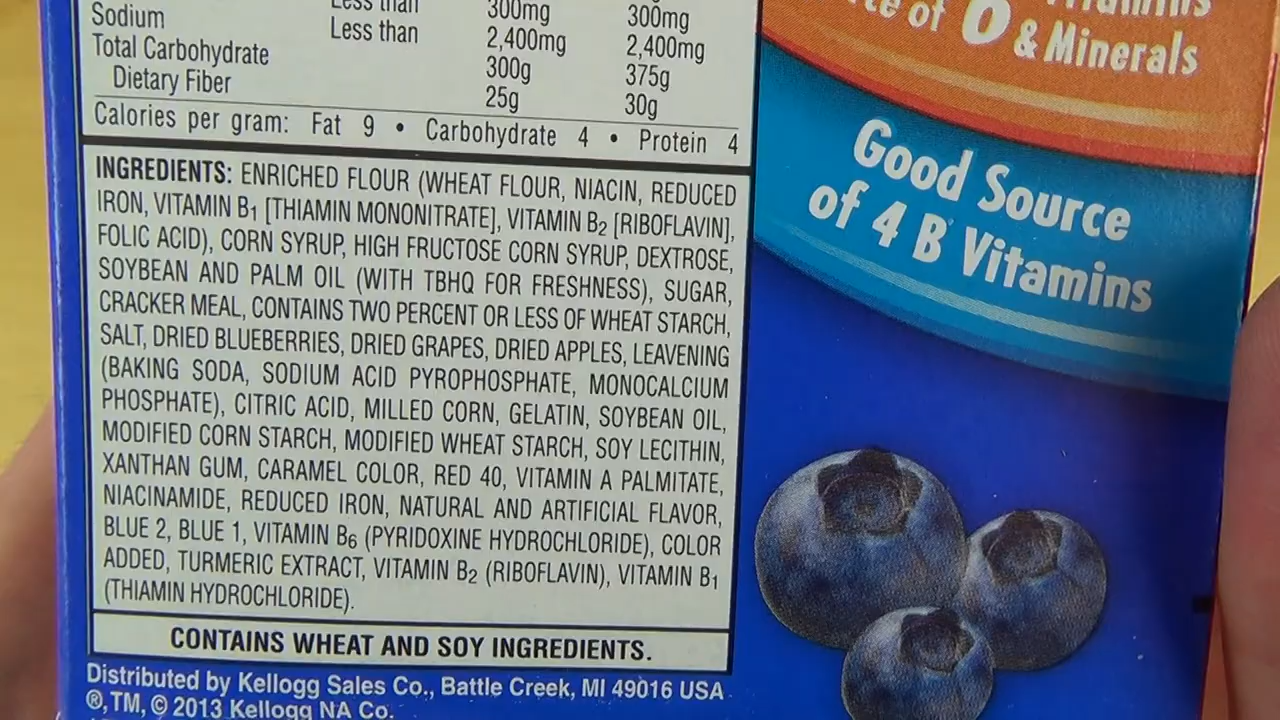 Less than 300mg 300mg
Sodium Less than 2,400mg 2,400mg
Total Carbohydrate 300g 375g
Dietary Fiber 25g 30g
Calories per gram: Fat 9 • Carbohydrate 4 • Protein 4
INGREDIENTS: ENRICHED FLOUR (WHEAT FLOUR, NIACIN, REDUCED
IRON, VITAMIN B1 [THIAMIN MONONITRATE], VITAMIN B2 [RIBOFLAVIN],
FOLIC ACID), CORN SYRUP, HIGH FRUCTOSE CORN SYRUP, DEXTROSE,
SOYBEAN AND PALM OIL (WITH TBHQ FOR FRESHNESS), SUGAR,
CRACKER MEAL, CONTAINS TWO PERCENT OR LESS OF WHEAT STARCH,
SALT, DRIED BLUEBERRIES, DRIED GRAPES, DRIED APPLES, LEAVENING
(BAKING SODA, SODIUM ACID PYROPHOSPHATE, MONOCALCIUM
PHOSPHATE), CITRIC ACID, MILLED CORN, GELATIN, SOYBEAN OIL,
MODIFIED CORN STARCH, MODIFIED WHEAT STARCH, SOY LECITHIN,
XANTHAN GUM, CARAMEL COLOR, RED 40, VITAMIN A PALMITATE,
NIACINAMIDE, REDUCED IRON, NATURAL AND ARTIFICIAL FLAVOR,
BLUE 2, BLUE 1, VITAMIN B6 (PYRIDOXINE HYDROCHLORIDE), COLOR
ADDED, TURMERIC EXTRACT, VITAMIN B2 (RIBOFLAVIN), VITAMIN B1
(THIAMIN HYDROCHLORIDE).
CONTAINS WHEAT AND SOY INGREDIENTS.
Distributed by Kellogg Sales Co., Battle Creek, MI 49016 USA
®, TM, © 2013 Kellogg NA Co.
of 6 Vitamins
& Minerals
Good Source
of 4 B Vitamins